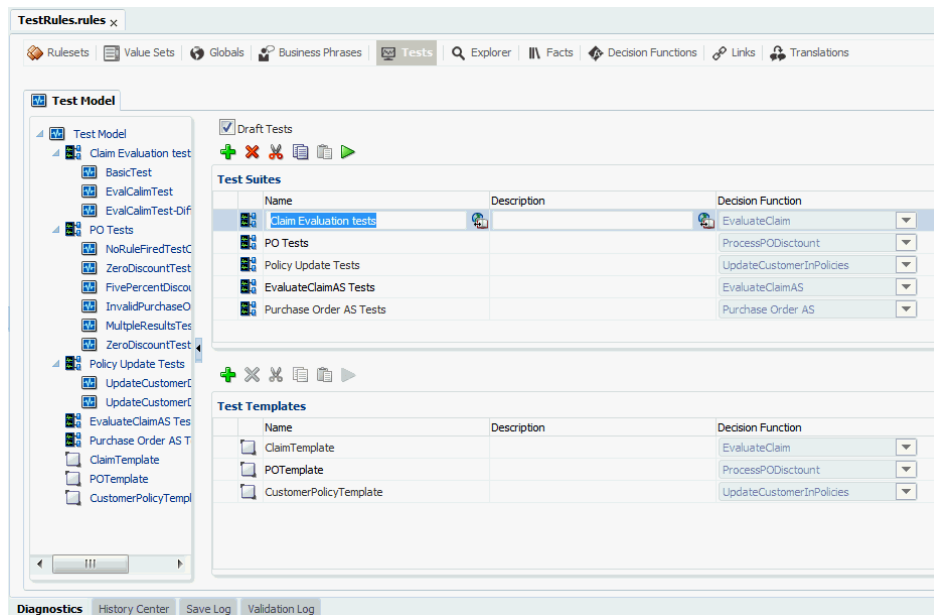 TestRules.rules x
Rulesets Value Sets Globals Business Phrases Tests Explorer Facts Decision Functions Links Translations
Test Model
Test Model
Claim Evaluation test
BasicTest
EvalCalimTest
EvalCalimTest-Dif
PO Tests
NoRuleFiredTestC
ZeroDiscountTest
FivePercentDiscou
InvalidPurchaseO
MultpleResultsTes
ZeroDiscountTest
Policy Update Tests
UpdateCustomerD
UpdateCustomerD
EvaluateClaimAS Tes
Purchase Order AS T
ClaimTemplate
POTemplate
CustomerPolicyTempl
Draft Tests
Test Suites
Name Description Decision Function
Claim Evaluation tests EvaluateClaim
PO Tests ProcessPODisctount
Policy Update Tests UpdateCustomerInPolicies
EvaluateClaimAS Tests EvaluateClaimAS
Purchase Order AS Tests Purchase Order AS
Test Templates
Name Description Decision Function
ClaimTemplate EvaluateClaim
POTemplate ProcessPODisctount
CustomerPolicyTemplate UpdateCustomerInPolicies
Diagnostics History Center Save Log Validation Log